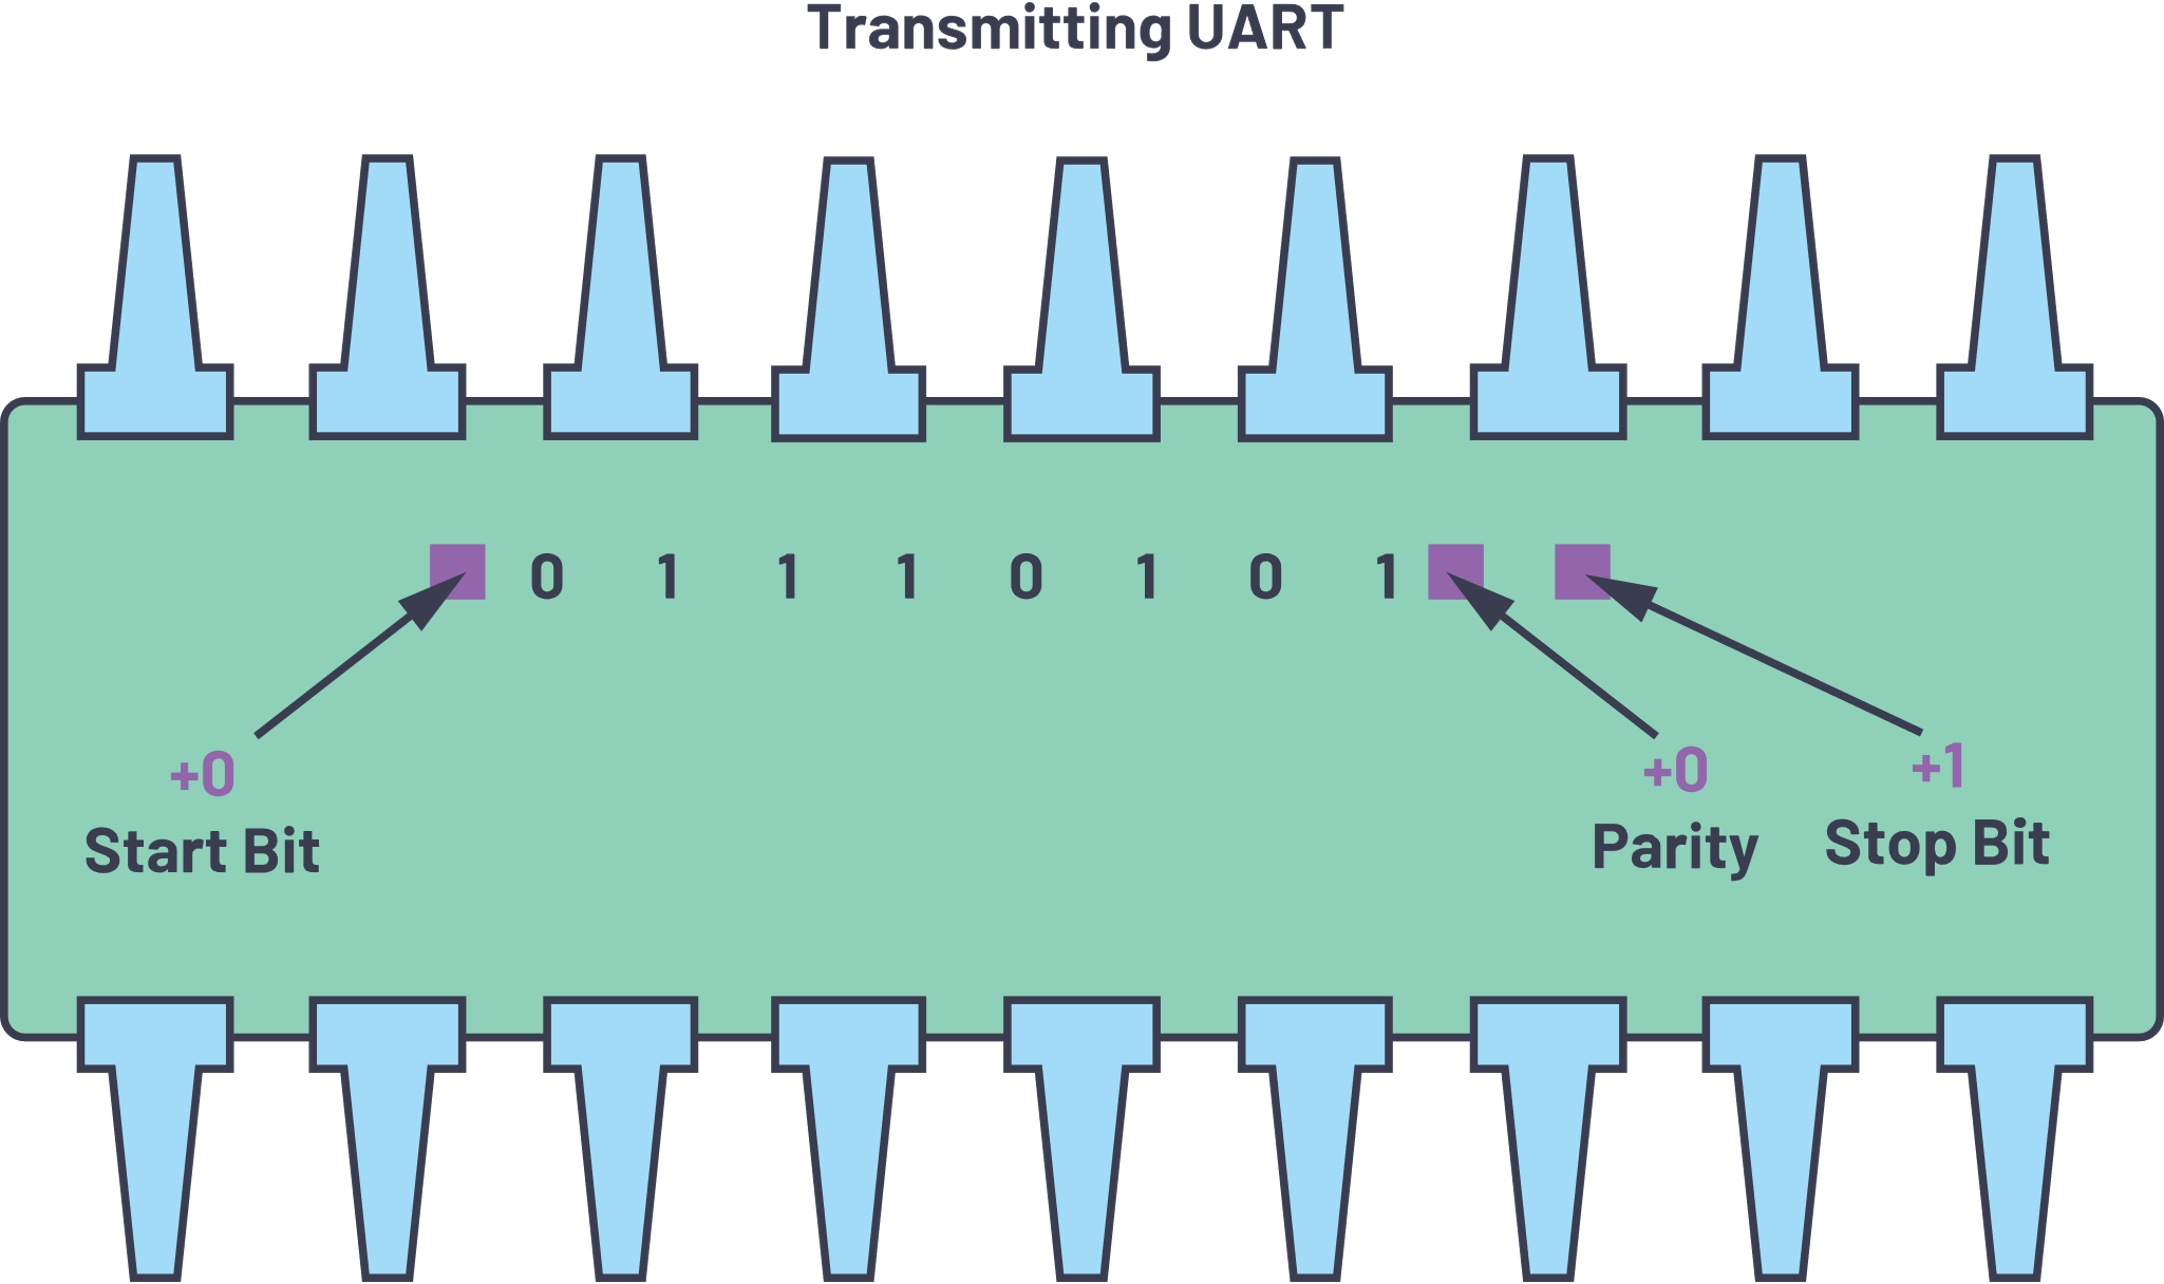 Transmitting UART
0 1 1 1 0 1 0 1
+0 +0 +1
Start Bit Parity Stop Bit